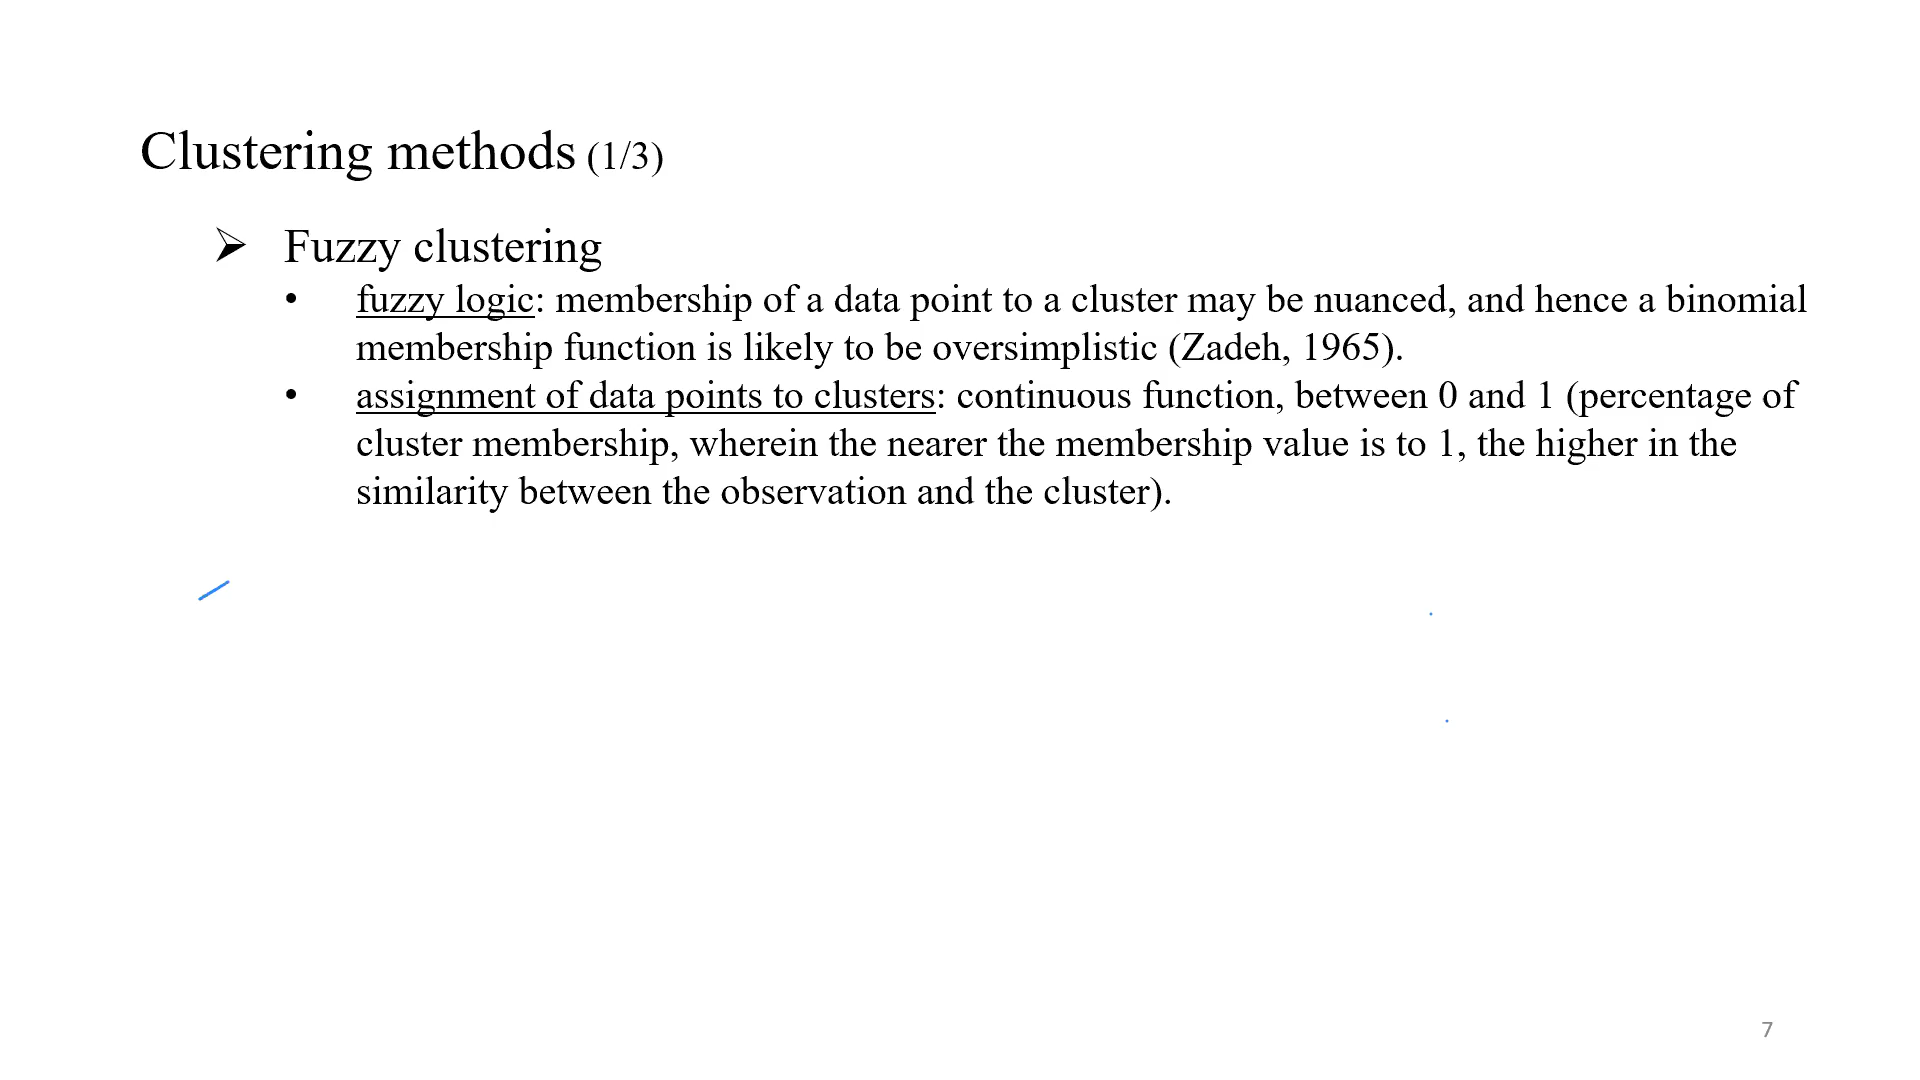 Clustering methods (1/3)
➢ Fuzzy clustering
• fuzzy logic: membership of a data point to a cluster may be nuanced, and hence a binomial
membership function is likely to be oversimplistic (Zadeh, 1965).
• assignment of data points to clusters: continuous function, between 0 and 1 (percentage of
cluster membership, wherein the nearer the membership value is to 1, the higher in the
similarity between the observation and the cluster).
7